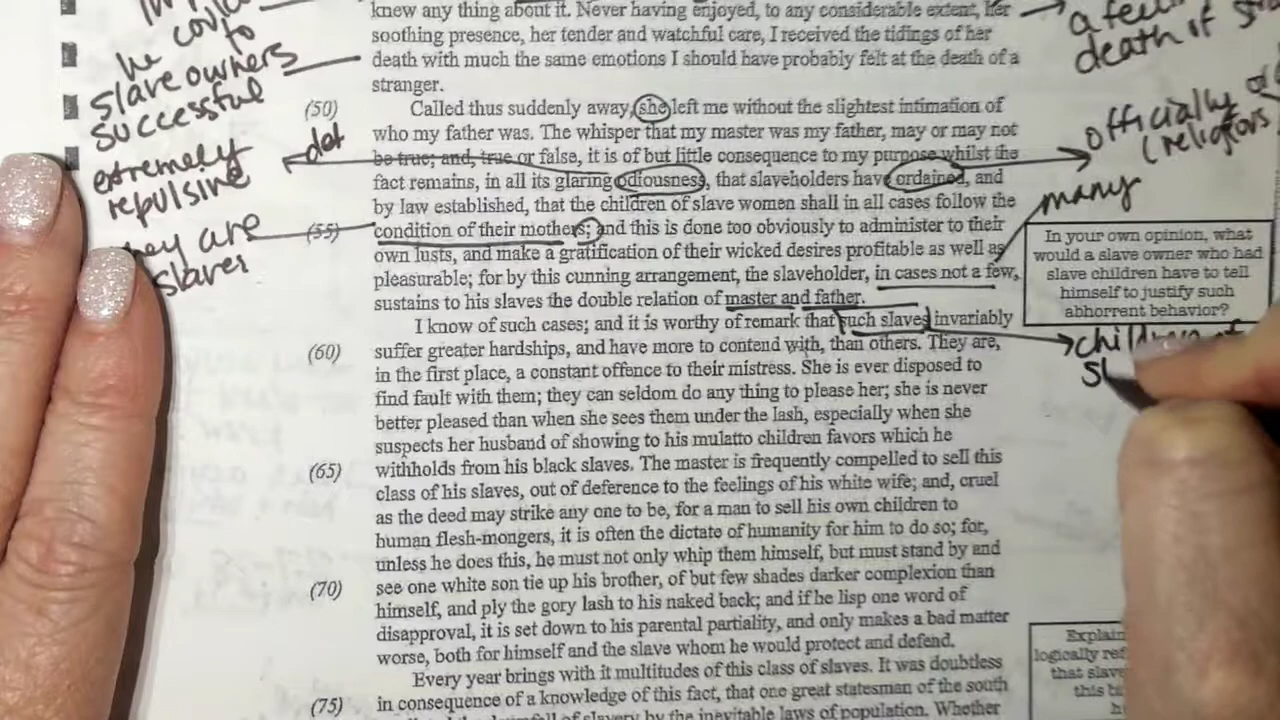 he could
to
slave owners
successful
def
extremely
repulsive
they are
slaves
knew any thing about it. Never having enjoyed, to any considerable extent, her
soothing presence, her tender and watchful care, I received the tidings of her
death with much the same emotions I should have probably felt at the death of a
stranger.
(50) Called thus suddenly away, she left me without the slightest intimation of
who my father was. The whisper that my master was my father, may or may not
be true; and, true or false, it is of but little consequence to my purpose whilst the
fact remains, in all its glaring odiousness, that slaveholders have ordained, and
by law established, that the children of slave women shall in all cases follow the
(55) condition of their mothers; and this is done too obviously to administer to their
own lusts, and make a gratification of their wicked desires profitable as well as
pleasurable; for by this cunning arrangement, the slaveholder, in cases not a few,
sustains to his slaves the double relation of master and father.
I know of such cases; and it is worthy of remark that such slaves invariably
(60) suffer greater hardships, and have more to contend with, than others. They are,
in the first place, a constant offence to their mistress. She is ever disposed to
find fault with them; they can seldom do any thing to please her; she is never
better pleased than when she sees them under the lash, especially when she
suspects her husband of showing to his mulatto children favors which he
(65) withholds from his black slaves. The master is frequently compelled to sell this
class of his slaves, out of deference to the feelings of his white wife; and, cruel
as the deed may strike any one to be, for a man to sell his own children to
human flesh-mongers, it is often the dictate of humanity for him to do so; for,
unless he does this, he must not only whip them himself, but must stand by and
(70) see one white son tie up his brother, of but few shades darker complexion than
himself, and ply the gory lash to his naked back; and if he lisp one word of
disapproval, it is set down to his parental partiality, and only makes a bad matter
worse, both for himself and the slave whom he would protect and defend.
Every year brings with it multitudes of this class of slaves. It was doubtless
(75) in consequence of a knowledge of this fact, that one great statesman of the south
of slavery by the inevitable laws of population. Whether
a
death of
officially
many
In your own opinion, what
would a slave owner who had
slave children have to tell
himself to justify such
abhorrent behavior?
children of
Explain
that
this